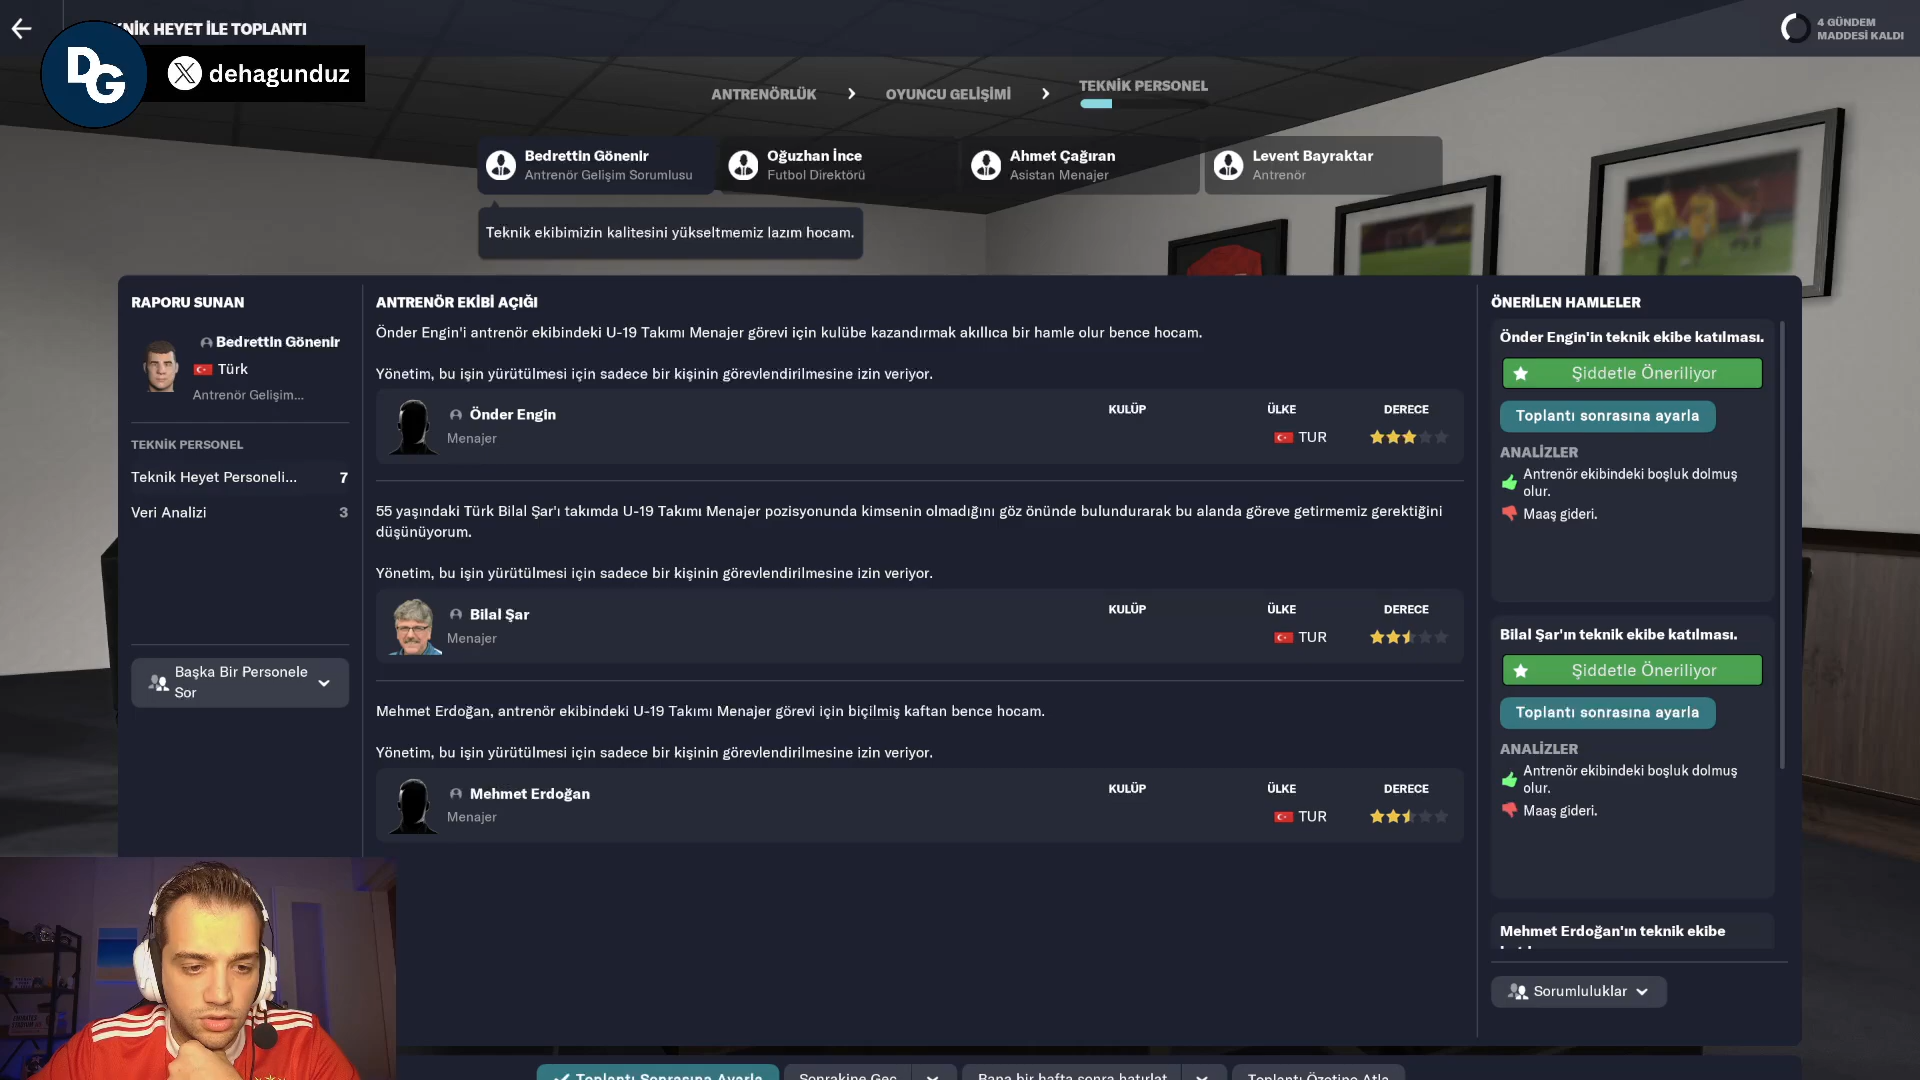 TEKNİK HEYET İLE TOPLANTI
4 GÜNDEM
MADDESİ KALDI
DG
dehagunduz
ANTRENÖRLÜK
OYUNCU GELİŞİMİ
TEKNİK PERSONEL
Bedrettin Gönenir
Antrenör Gelişim Sorumlusu
Oğuzhan İnce
Futbol Direktörü
Ahmet Çağıran
Asistan Menajer
Levent Bayraktar
Antrenör
Teknik ekibimizin kalitesini yükseltmemiz lazım hocam.
RAPORU SUNAN
Bedrettin Gönenir
Türk
Antrenör Gelişim...
TEKNİK PERSONEL
Teknik Heyet Personeli... 7
Veri Analizi 3
Başka Bir Personele
Sor
ANTRENÖR EKİBİ AÇIĞI
Önder Engin'i antrenör ekibindeki U-19 Takımı Menajer görevi için kulübe kazandırmak akıllıca bir hamle olur bence hocam.
Yönetim, bu işin yürütülmesi için sadece bir kişinin görevlendirilmesine izin veriyor.
Önder Engin
Menajer
KULÜP ÜLKE DERECE
TUR
55 yaşındaki Türk Bilal Şar'ı takımda U-19 Takımı Menajer pozisyonunda kimsenin olmadığını göz önünde bulundurarak bu alanda göreve getirmemiz gerektiğini
düşünüyorum.
Yönetim, bu işin yürütülmesi için sadece bir kişinin görevlendirilmesine izin veriyor.
Bilal Şar
Menajer
KULÜP ÜLKE DERECE
TUR
Mehmet Erdoğan, antrenör ekibindeki U-19 Takımı Menajer görevi için biçilmiş kaftan bence hocam.
Yönetim, bu işin yürütülmesi için sadece bir kişinin görevlendirilmesine izin veriyor.
Mehmet Erdoğan
Menajer
KULÜP ÜLKE DERECE
TUR
ÖNERİLEN HAMLELER
Önder Engin'in teknik ekibe katılması.
Şiddetle Öneriliyor
Toplantı sonrasına ayarla
ANALİZLER
Antrenör ekibindeki boşluk dolmuş
olur.
Maaş gideri.
Bilal Şar'ın teknik ekibe katılması.
Şiddetle Öneriliyor
Toplantı sonrasına ayarla
ANALİZLER
Antrenör ekibindeki boşluk dolmuş
olur.
Maaş gideri.
Mehmet Erdoğan'ın teknik ekibe
Sorumluluklar
Toplantı Sonrasına Ayarla
Sonrakine Geç
Bana bir hafta sonra hatırlat
Toplantı Özetine Atla